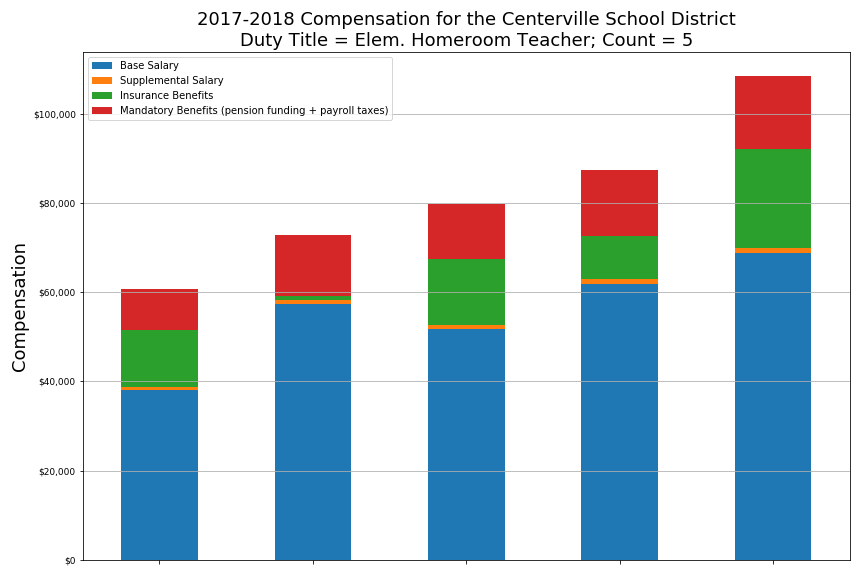 2017-2018 Compensation for the Centerville School District
Duty Title = Elem. Homeroom Teacher; Count = 5
Base Salary
Supplemental Salary
Insurance Benefits
Mandatory Benefits (pension funding + payroll taxes)
$100,000
$80,000
$60,000
$40,000
$20,000
$0
Compensation